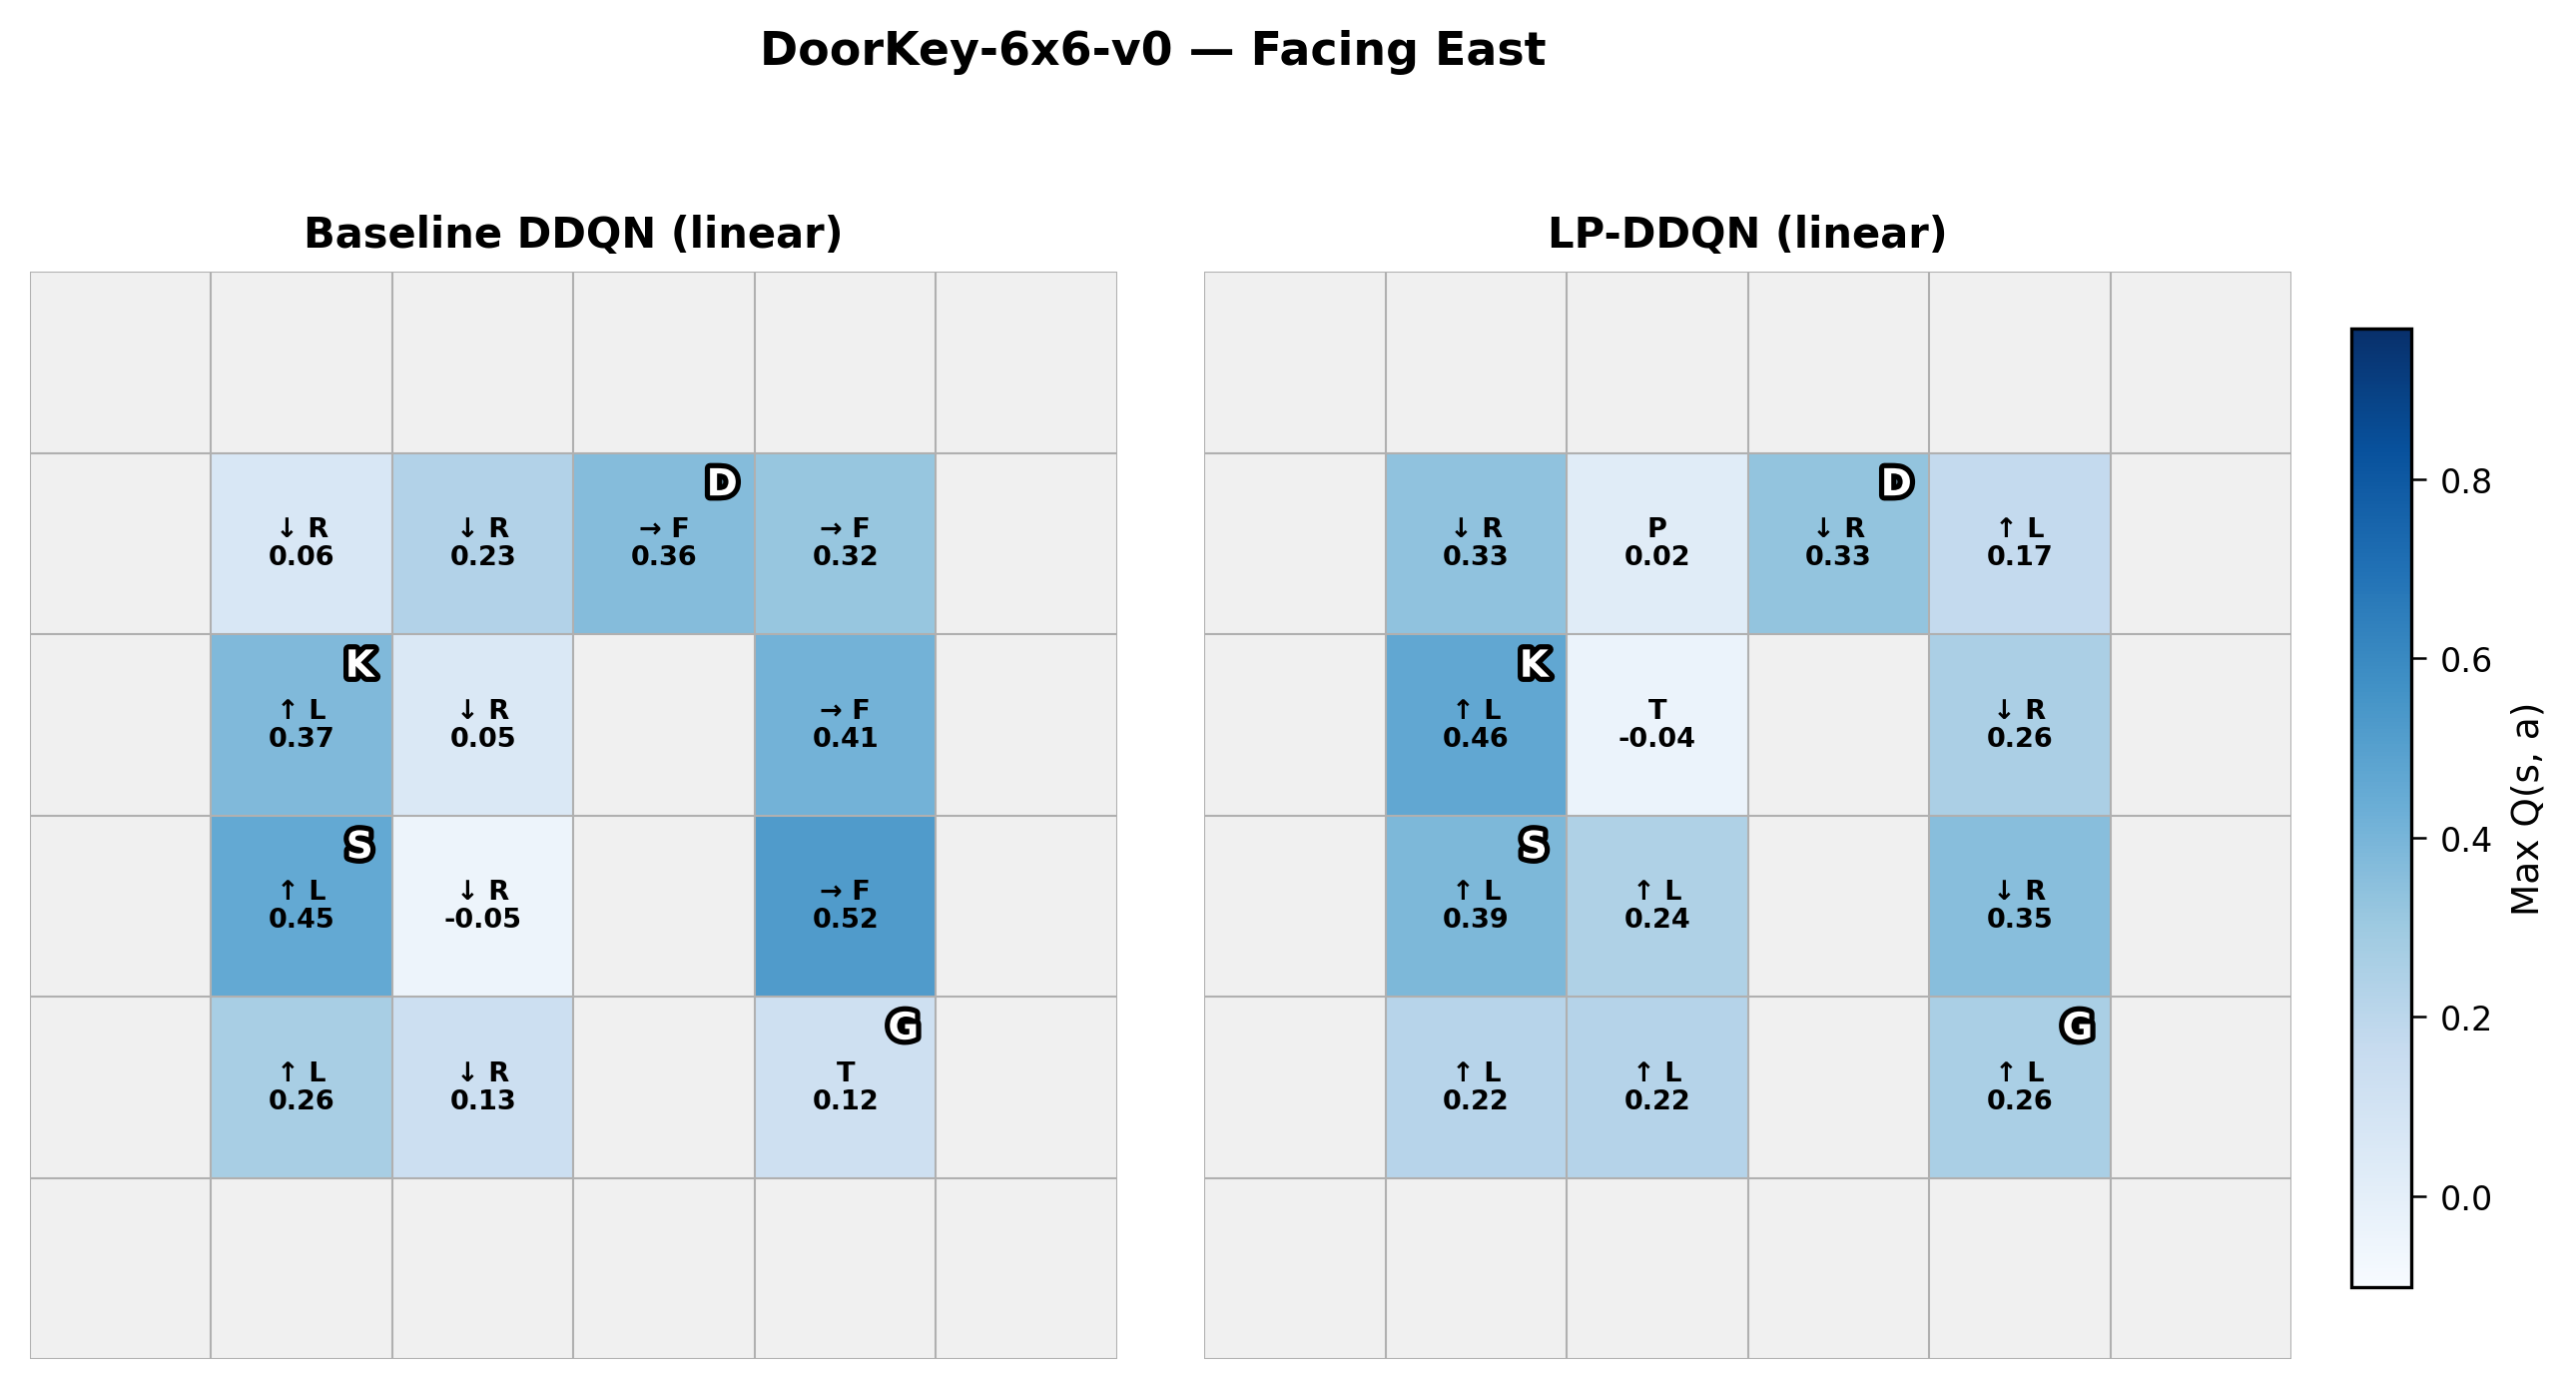 DoorKey-6x6-v0 — Facing East
Baseline DDQN (linear)
D
↓ R
0.06
↓ R
0.23
→ F
0.36
→ F
0.32
K
↑ L
0.37
↓ R
0.05
→ F
0.41
S
↑ L
0.45
↓ R
-0.05
→ F
0.52
G
↑ L
0.26
↓ R
0.13
T
0.12
LP-DDQN (linear)
D
↓ R
0.33
P
0.02
↓ R
0.33
↑ L
0.17
K
↑ L
0.46
T
-0.04
↓ R
0.26
S
↑ L
0.39
↑ L
0.24
↓ R
0.35
G
↑ L
0.22
↑ L
0.22
↑ L
0.26
0.8
0.6
0.4
0.2
0.0
Max Q(s, a)